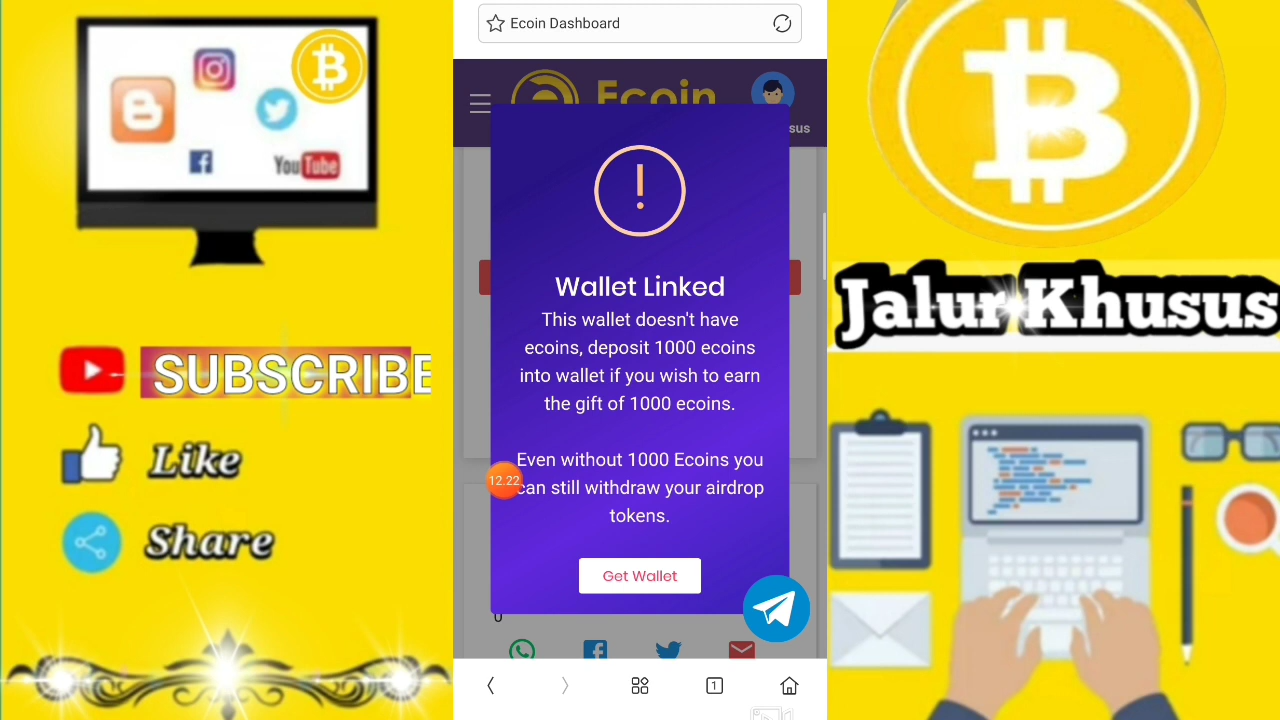 You Tube
SUBSCRIBE
Like
Share
Ecoin Dashboard
Ecoin
sus
Wallet Linked
This wallet doesn't have
ecoins, deposit 1000 ecoins
into wallet if you wish to earn
the gift of 1000 ecoins.
Even without 1000 Ecoins you
can still withdraw your airdrop
tokens.
12.22
Get Wallet
0
1
Jalur Khusus